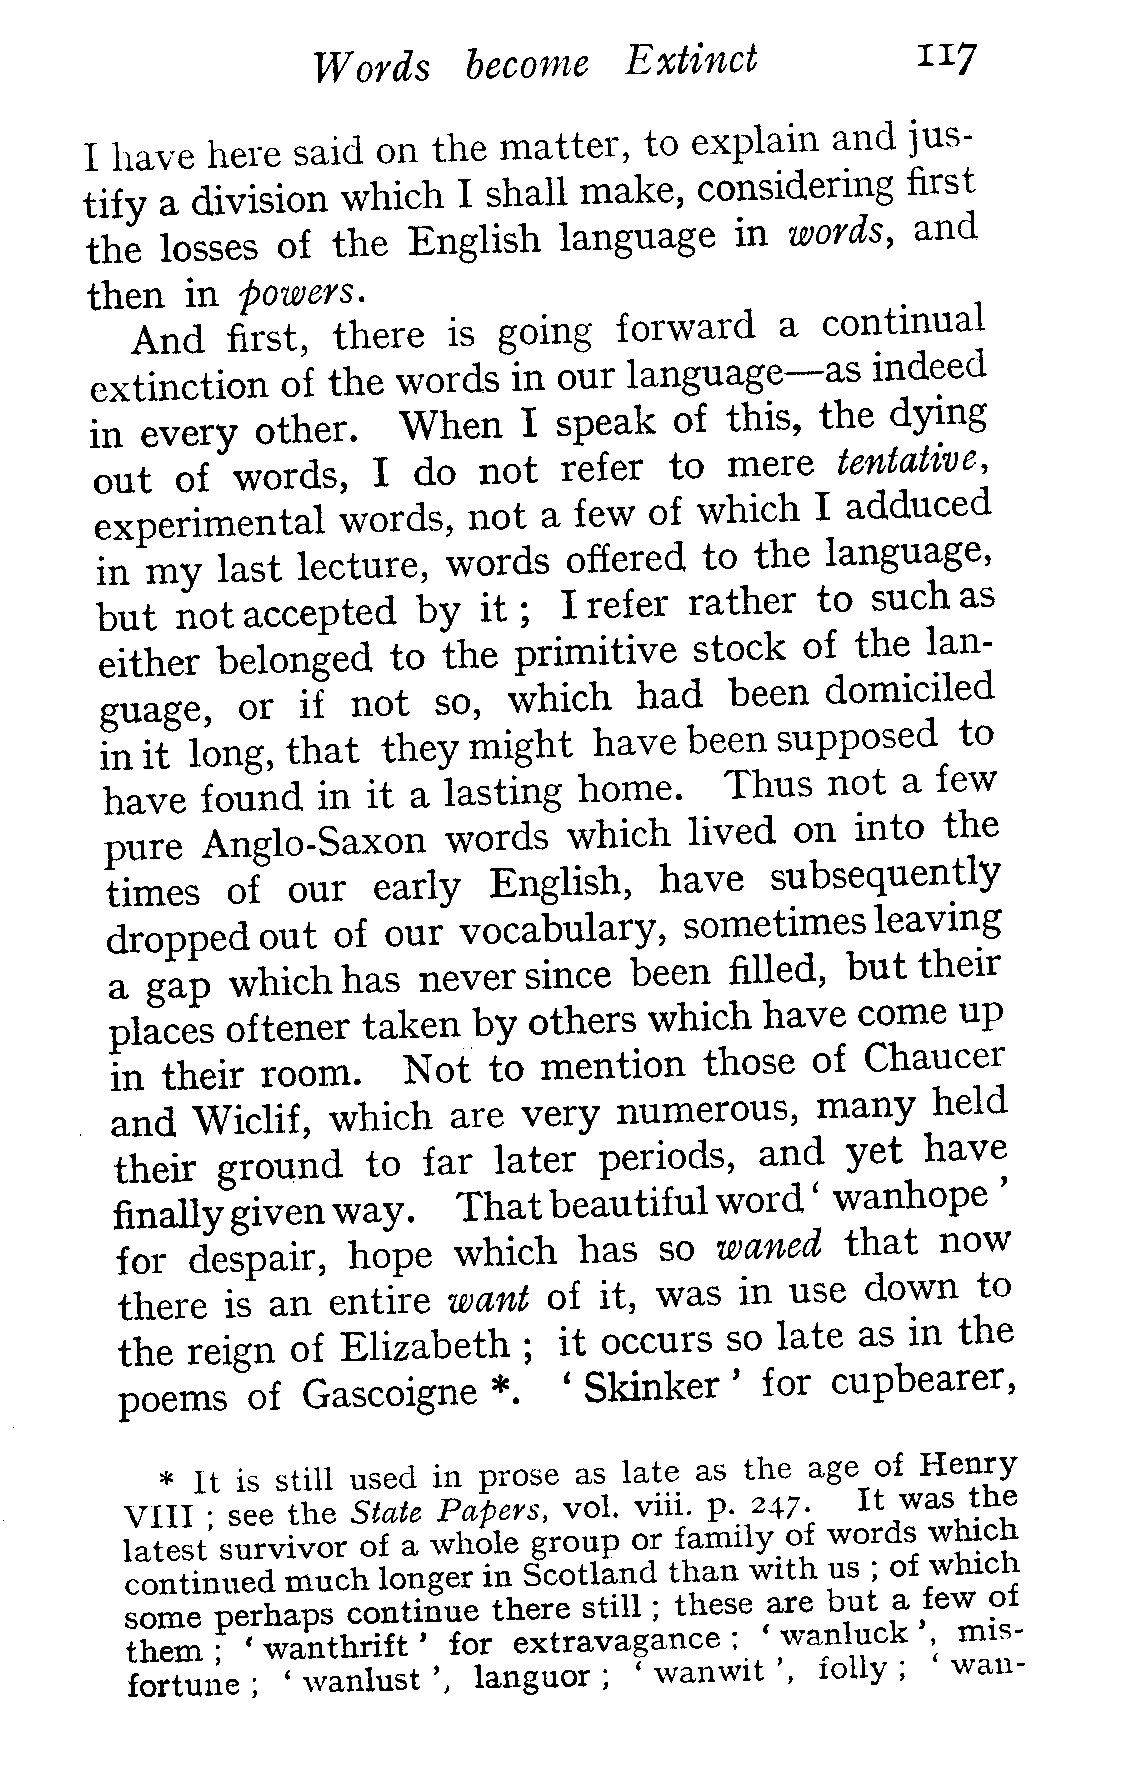 Words become Extinct 117
I have here said on the matter, to explain and jus-
tify a division which I shall make, considering first
the losses of the English language in words, and
then in powers.
And first, there is going forward a continual
extinction of the words in our language—as indeed
in every other. When I speak of this, the dying
out of words, I do not refer to mere tentative,
experimental words, not a few of which I adduced
in my last lecture, words offered to the language,
but not accepted by it ; I refer rather to such as
either belonged to the primitive stock of the lan-
guage, or if not so, which had been domiciled
in it long, that they might have been supposed to
have found in it a lasting home. Thus not a few
pure Anglo-Saxon words which lived on into the
times of our early English, have subsequently
dropped out of our vocabulary, sometimes leaving
a gap which has never since been filled, but their
places oftener taken by others which have come up
in their room. Not to mention those of Chaucer
and Wiclif, which are very numerous, many held
their ground to far later periods, and yet have
finally given way. That beautiful word ‘ wanhope ’
for despair, hope which has so waned that now
there is an entire want of it, was in use down to
the reign of Elizabeth ; it occurs so late as in the
poems of Gascoigne *. ‘ Skinker ’ for cupbearer,
* It is still used in prose as late as the age of Henry
VIII ; see the State Papers, vol. viii. p. 247. It was the
latest survivor of a whole group or family of words which
continued much longer in Scotland than with us ; of which
some perhaps continue there still ; these are but a few of
them ; ‘ wanthrift ’ for extravagance ; ‘ wanluck ’, mis-
fortune ; ‘ wanlust ’, languor ; ‘ wanwit ’, folly ; ‘ wan-